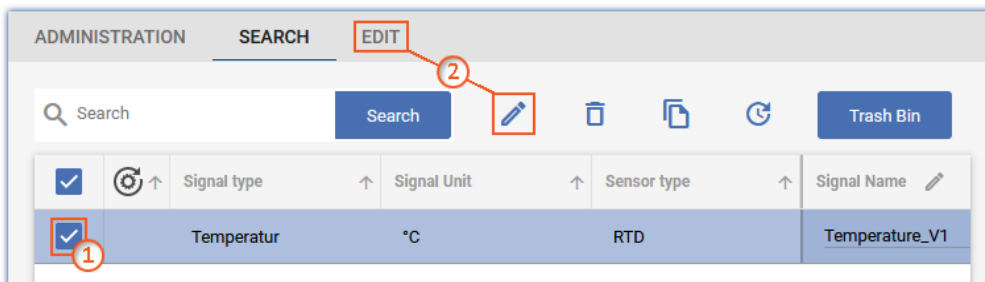 ADMINISTRATION SEARCH EDIT
2
Search Search Trash Bin
Signal type Signal Unit Sensor type Signal Name
Temperatur °C RTD Temperature_V1
1